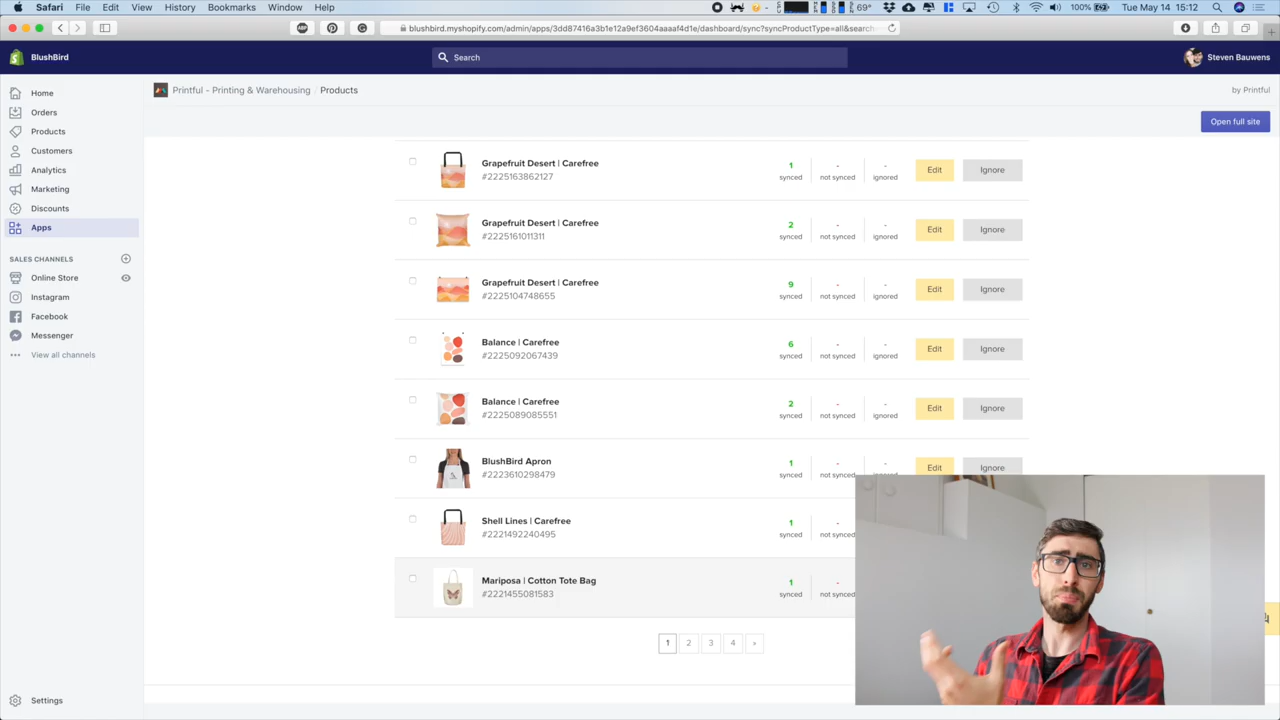 Safari File Edit View History Bookmarks Window Help
69° 100% Tue May 14 15:12
blushbird.myshopify.com/admin/apps/3dd87416a3b1e12a9ef3604aaaaf4d1e/dashboard/sync?syncProductType=all&search=
BlushBird
Search
Steven Bauwens
Home
Orders
Products
Customers
Analytics
Marketing
Discounts
Apps
SALES CHANNELS
Online Store
Instagram
Facebook
Messenger
View all channels
Settings
Printful - Printing & Warehousing / Products
by Printful
Open full site
Grapefruit Desert | Carefree
#2225163862127
1 - -
synced not synced ignored
Edit Ignore
Grapefruit Desert | Carefree
#2225161011311
2 - -
synced not synced ignored
Edit Ignore
Grapefruit Desert | Carefree
#2225104748655
9 - -
synced not synced ignored
Edit Ignore
Balance | Carefree
#2225092067439
6 - -
synced not synced ignored
Edit Ignore
Balance | Carefree
#2225089085551
2 - -
synced not synced ignored
Edit Ignore
BlushBird Apron
#2223610298479
1 - -
synced not synced ignored
Edit Ignore
Shell Lines | Carefree
#2221492240495
1 -
synced not synced
Mariposa | Cotton Tote Bag
#2221455081583
1 -
synced not synced
1 2 3 4 »